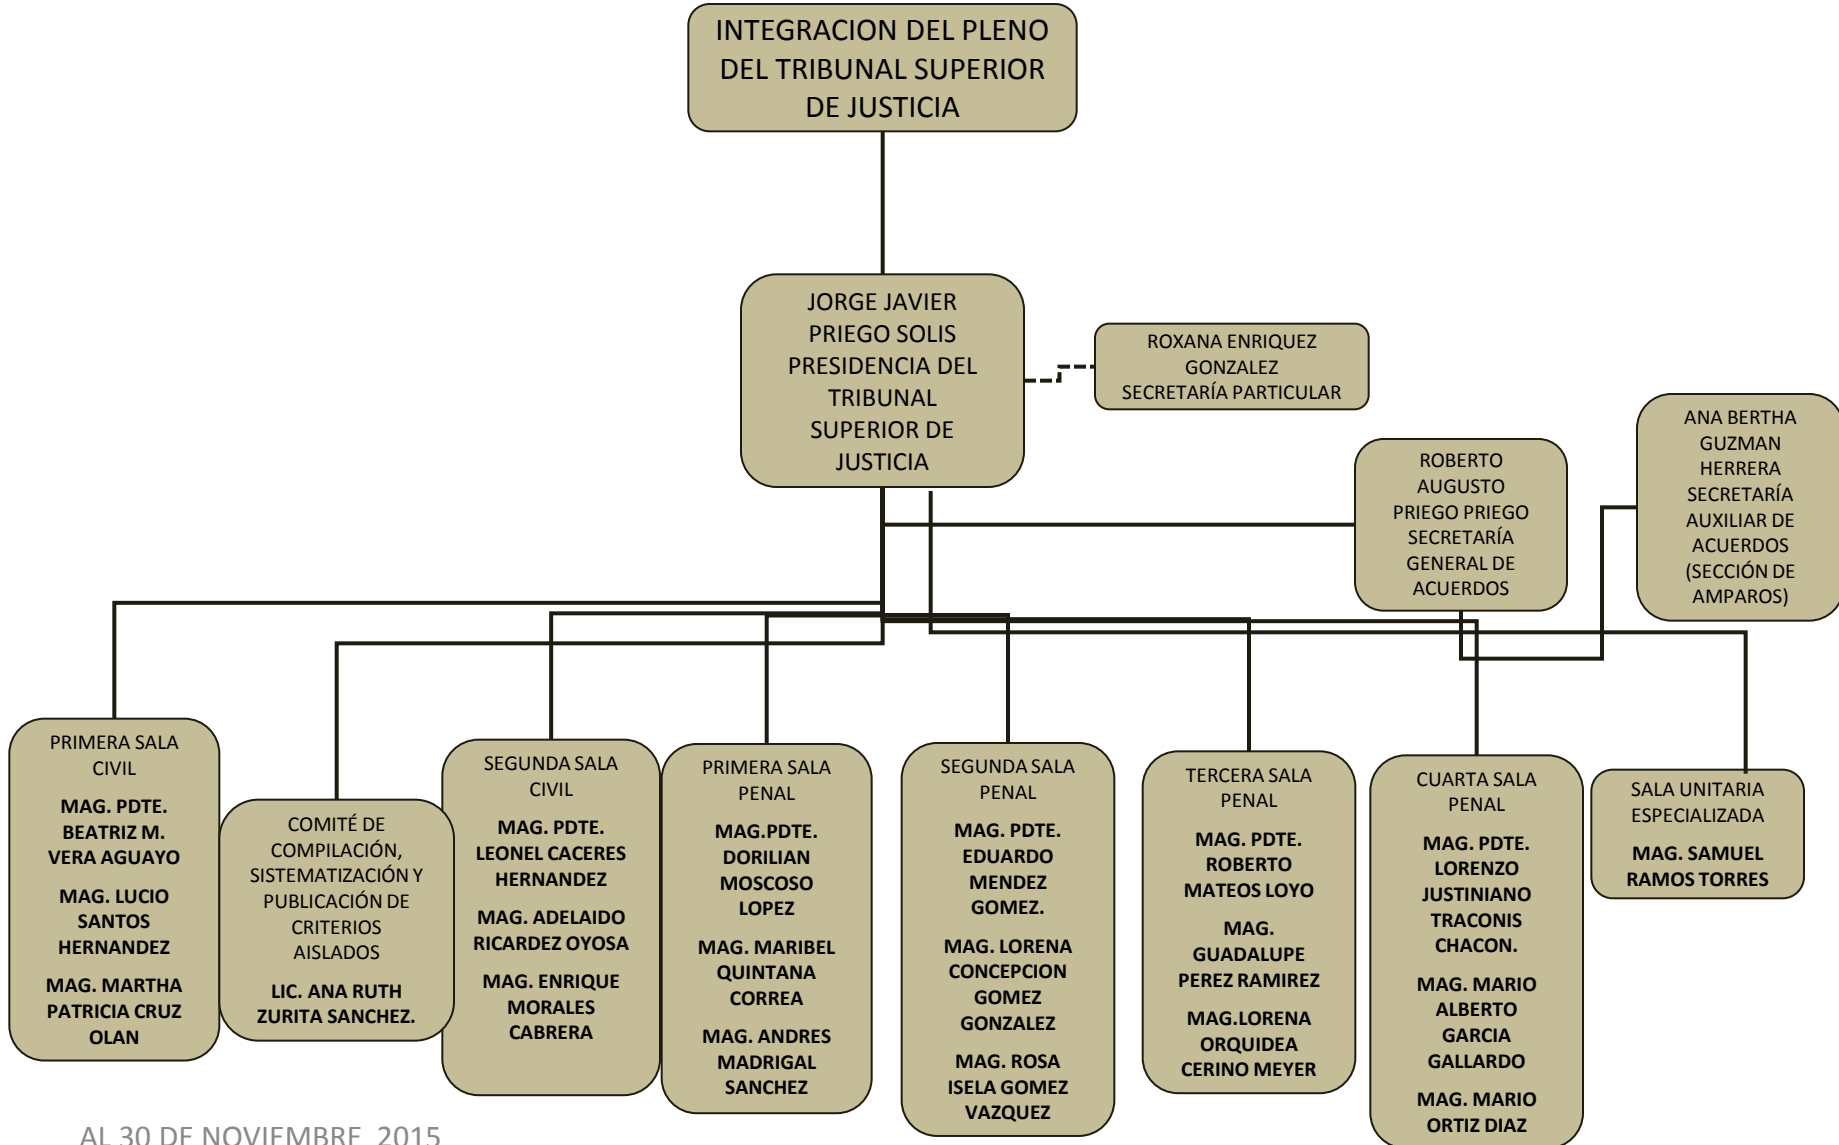 INTEGRACION DEL PLENO
DEL TRIBUNAL SUPERIOR
DE JUSTICIA
JORGE JAVIER
PRIEGO SOLIS
PRESIDENCIA DEL
TRIBUNAL
SUPERIOR DE
JUSTICIA
ROXANA ENRIQUEZ
GONZALEZ
SECRETARÍA PARTICULAR
ROBERTO
AUGUSTO
PRIEGO PRIEGO
SECRETARÍA
GENERAL DE
ACUERDOS
ANA BERTHA
GUZMAN
HERRERA
SECRETARÍA
AUXILIAR DE
ACUERDOS
(SECCIÓN DE
AMPAROS)
PRIMERA SALA
CIVIL
MAG. PDTE.
BEATRIZ M.
VERA AGUAYO
MAG. LUCIO
SANTOS
HERNANDEZ
MAG. MARTHA
PATRICIA CRUZ
OLAN
COMITÉ DE
COMPILACIÓN,
SISTEMATIZACIÓN Y
PUBLICACIÓN DE
CRITERIOS
AISLADOS
LIC. ANA RUTH
ZURITA SANCHEZ.
SEGUNDA SALA
CIVIL
MAG. PDTE.
LEONEL CACERES
HERNANDEZ
MAG. ADELAIDO
RICARDEZ OYOSA
MAG. ENRIQUE
MORALES
CABRERA
PRIMERA SALA
PENAL
MAG.PDTE.
DORILIAN
MOSCOSO
LOPEZ
MAG. MARIBEL
QUINTANA
CORREA
MAG. ANDRES
MADRIGAL
SANCHEZ
SEGUNDA SALA
PENAL
MAG. PDTE.
EDUARDO
MENDEZ
GOMEZ.
MAG. LORENA
CONCEPCION
GOMEZ
GONZALEZ
MAG. ROSA
ISELA GOMEZ
VAZQUEZ
TERCERA SALA
PENAL
MAG. PDTE.
ROBERTO
MATEOS LOYO
MAG.
GUADALUPE
PEREZ RAMIREZ
MAG.LORENA
ORQUIDEA
CERINO MEYER
CUARTA SALA
PENAL
MAG. PDTE.
LORENZO
JUSTINIANO
TRACONIS
CHACON.
MAG. MARIO
ALBERTO
GARCIA
GALLARDO
MAG. MARIO
ORTIZ DIAZ
SALA UNITARIA
ESPECIALIZADA
MAG. SAMUEL
RAMOS TORRES
AL 30 DE NOVIEMBRE 2015